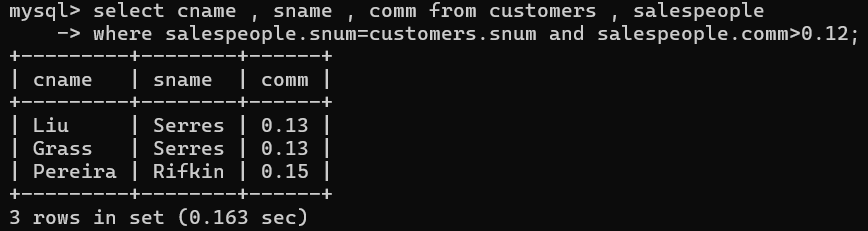 mysql> select cname , sname , comm from customers , salespeople
    -> where salespeople.snum=customers.snum and salespeople.comm>0.12;
+---------+--------+------+
| cname   | sname  | comm |
+---------+--------+------+
| Liu     | Serres | 0.13 |
| Grass   | Serres | 0.13 |
| Pereira | Rifkin | 0.15 |
+---------+--------+------+
3 rows in set (0.163 sec)